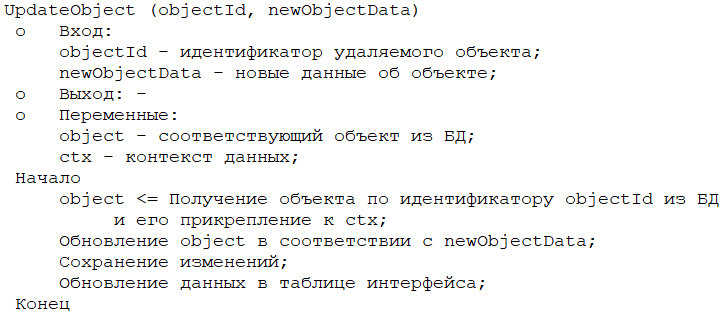 UpdateObject (objectId, newObjectData)
o Вход:
objectId – идентификатор удаляемого объекта;
newObjectData – новые данные об объекте;
o Выход: –
o Переменные:
object – соответствующий объект из БД;
ctx – контекст данных;
Начало
object <= Получение объекта по идентификатору objectId из БД
и его прикрепление к ctx;
Обновление object в соответствии с newObjectData;
Сохранение изменений;
Обновление данных в таблице интерфейса;
Конец